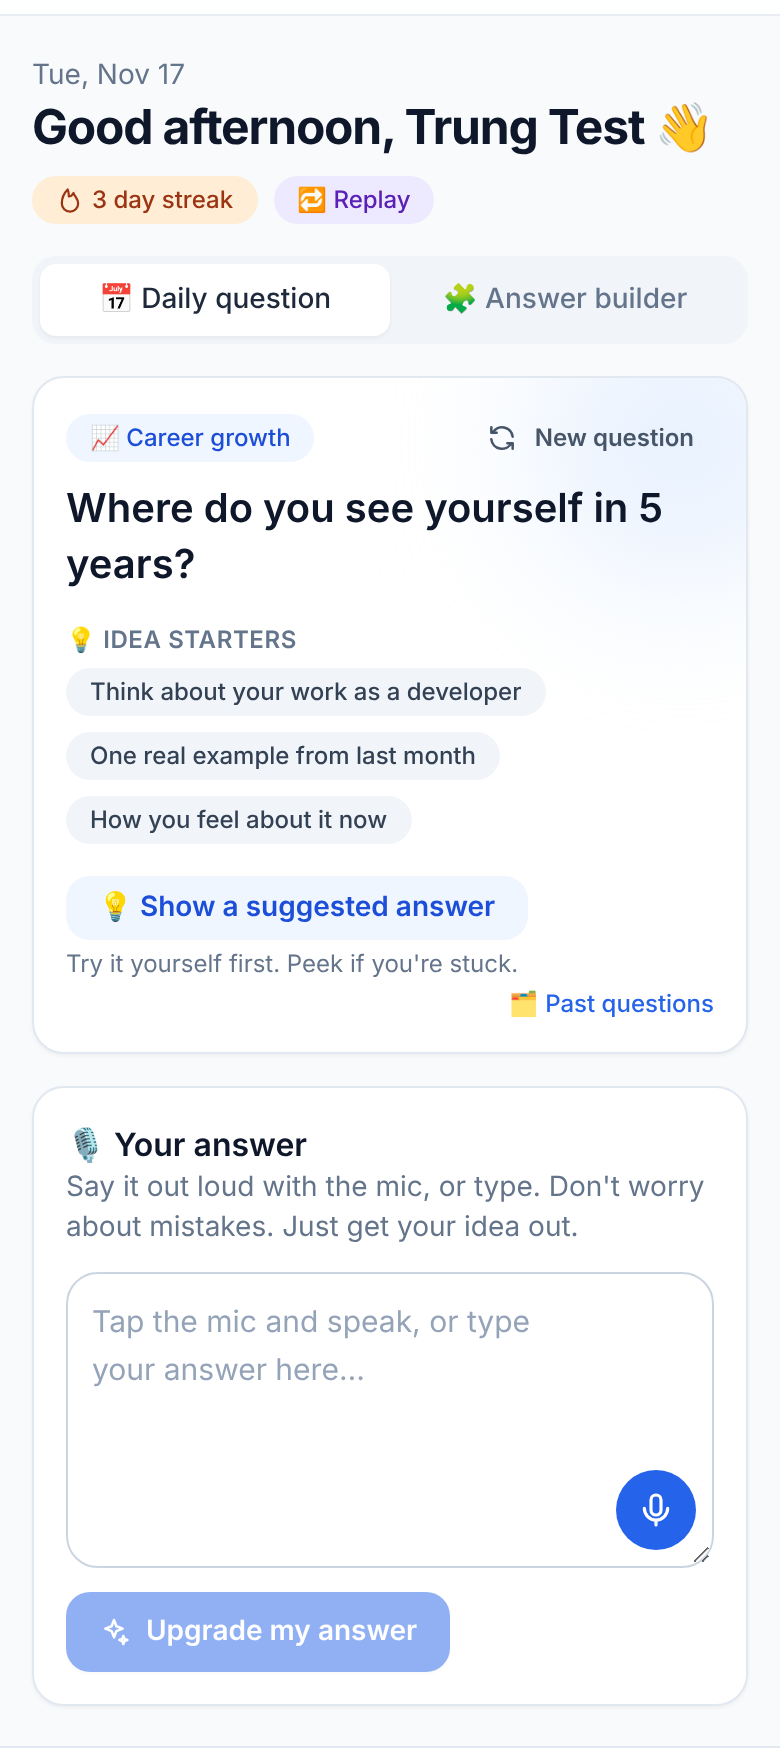 Tue, Nov 17
Good afternoon, Trung Test 👋
3 day streak
🔁 Replay
📅 Daily question
🧩 Answer builder
📈 Career growth
New question
Where do you see yourself in 5
years?
💡 IDEA STARTERS
Think about your work as a developer
One real example from last month
How you feel about it now
💡 Show a suggested answer
Try it yourself first. Peek if you're stuck.
🗂️ Past questions
🎙️ Your answer
Say it out loud with the mic, or type. Don't worry
about mistakes. Just get your idea out.
Tap the mic and speak, or type
your answer here...
Upgrade my answer